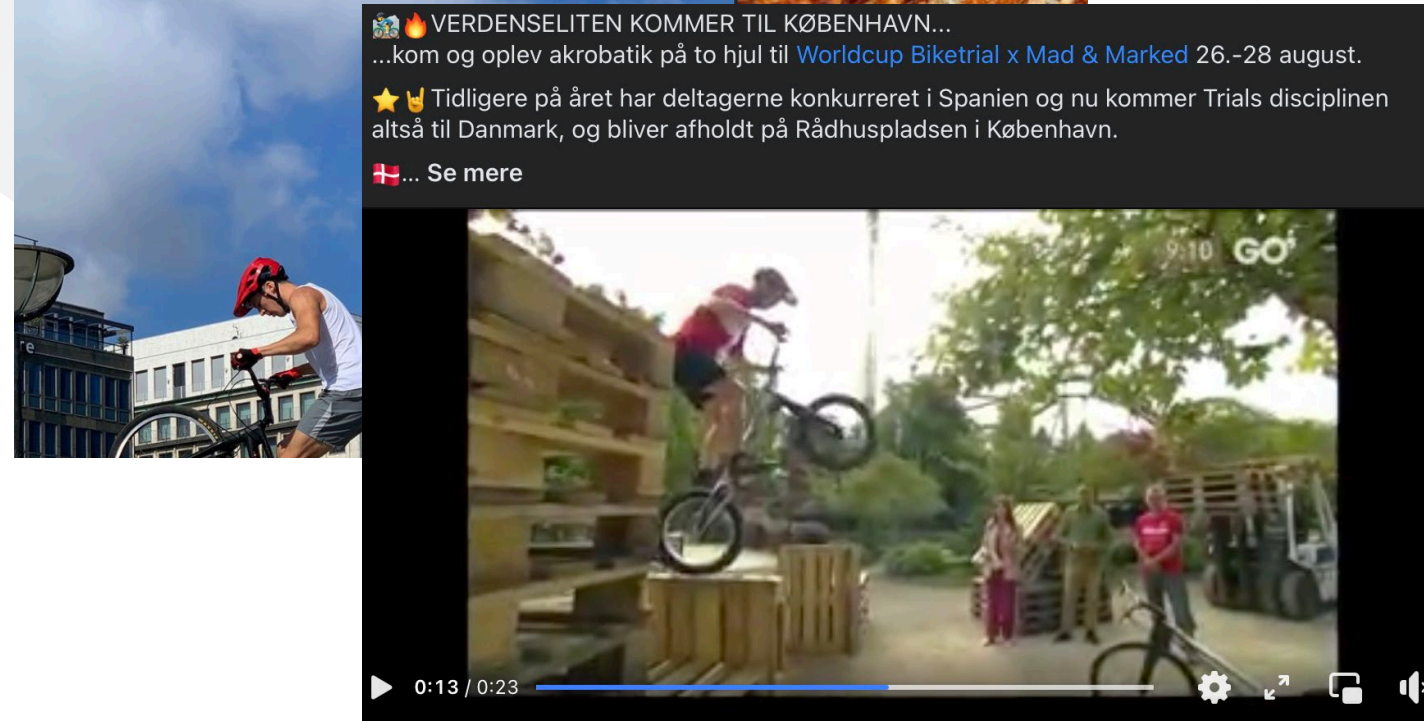 🚵🔥VERDENSELITEN KOMMER TIL KØBENHAVN...
...kom og oplev akrobatik på to hjul til Worldcup Biketrial x Mad & Marked 26.-28 august.
⭐🤘Tidligere på året har deltagerne konkurreret i Spanien og nu kommer Trials disciplinen
altså til Danmark, og bliver afholdt på Rådhuspladsen i København.
🇩🇰... Se mere
9:10 GO'
0:13 / 0:23